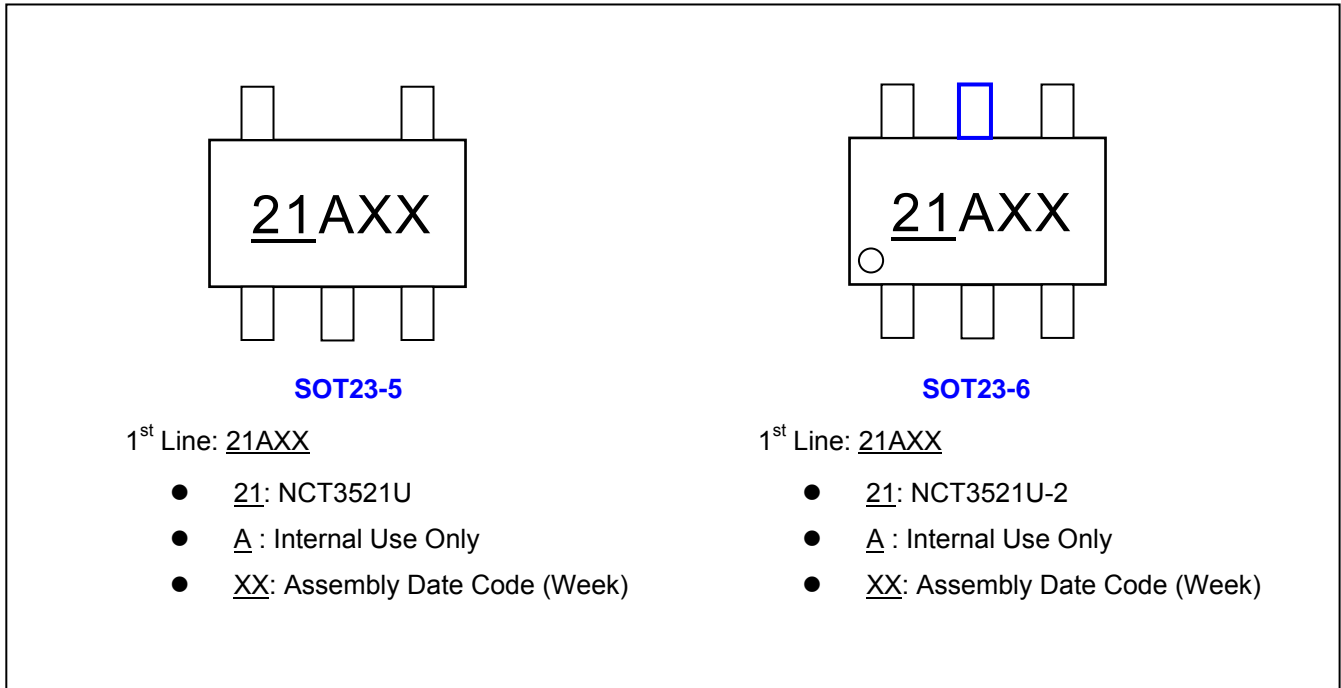 21AXX
SOT23-5
1st Line: 21AXX
● 21: NCT3521U
● A : Internal Use Only
● XX: Assembly Date Code (Week)
21AXX
SOT23-6
1st Line: 21AXX
● 21: NCT3521U-2
● A : Internal Use Only
● XX: Assembly Date Code (Week)